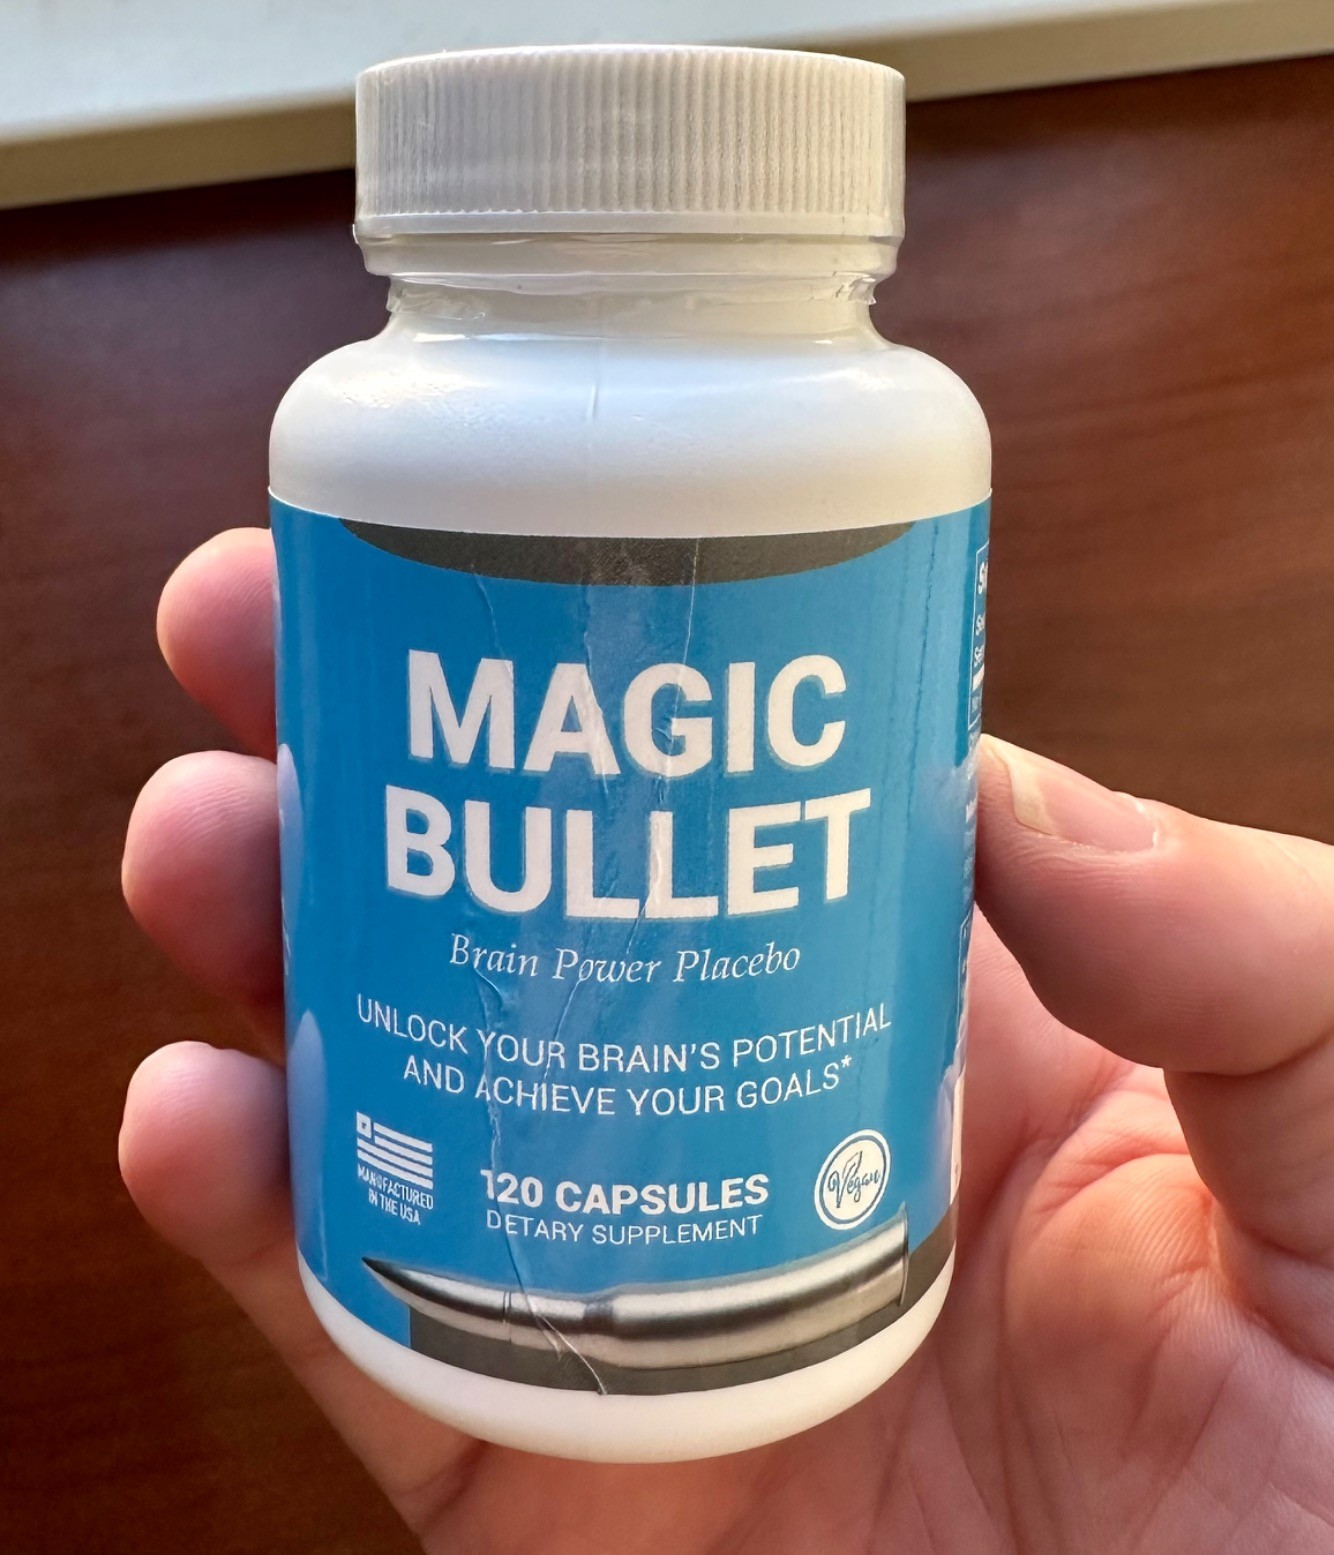 MAGIC
BULLET
Brain Power Placebo
UNLOCK YOUR BRAIN'S POTENTIAL
AND ACHIEVE YOUR GOALS*
MANUFACTURED
IN THE USA
120 CAPSULES
DETARY SUPPLEMENT
Vegan